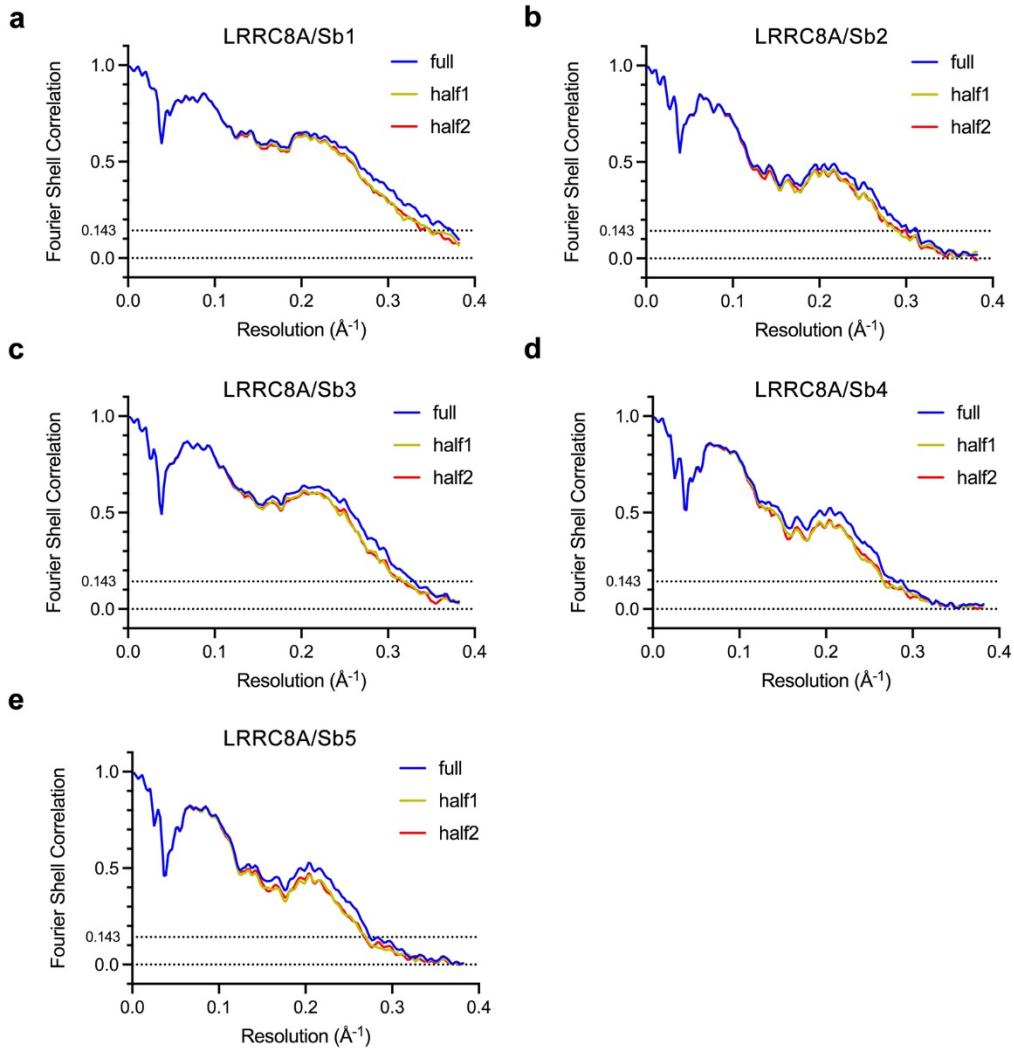 a
LRRC8A/Sb1
Fourier Shell Correlation
1.0
0.5
0.143
0.0
full
half1
half2
0.0 0.1 0.2 0.3 0.4
Resolution (Å-1)
b
LRRC8A/Sb2
Fourier Shell Correlation
1.0
0.5
0.143
0.0
full
half1
half2
0.0 0.1 0.2 0.3 0.4
Resolution (Å-1)
c
LRRC8A/Sb3
Fourier Shell Correlation
1.0
0.5
0.143
0.0
full
half1
half2
0.0 0.1 0.2 0.3 0.4
Resolution (Å-1)
d
LRRC8A/Sb4
Fourier Shell Correlation
1.0
0.5
0.143
0.0
full
half1
half2
0.0 0.1 0.2 0.3 0.4
Resolution (Å-1)
e
LRRC8A/Sb5
Fourier Shell Correlation
1.0
0.5
0.143
0.0
full
half1
half2
0.0 0.1 0.2 0.3 0.4
Resolution (Å-1)